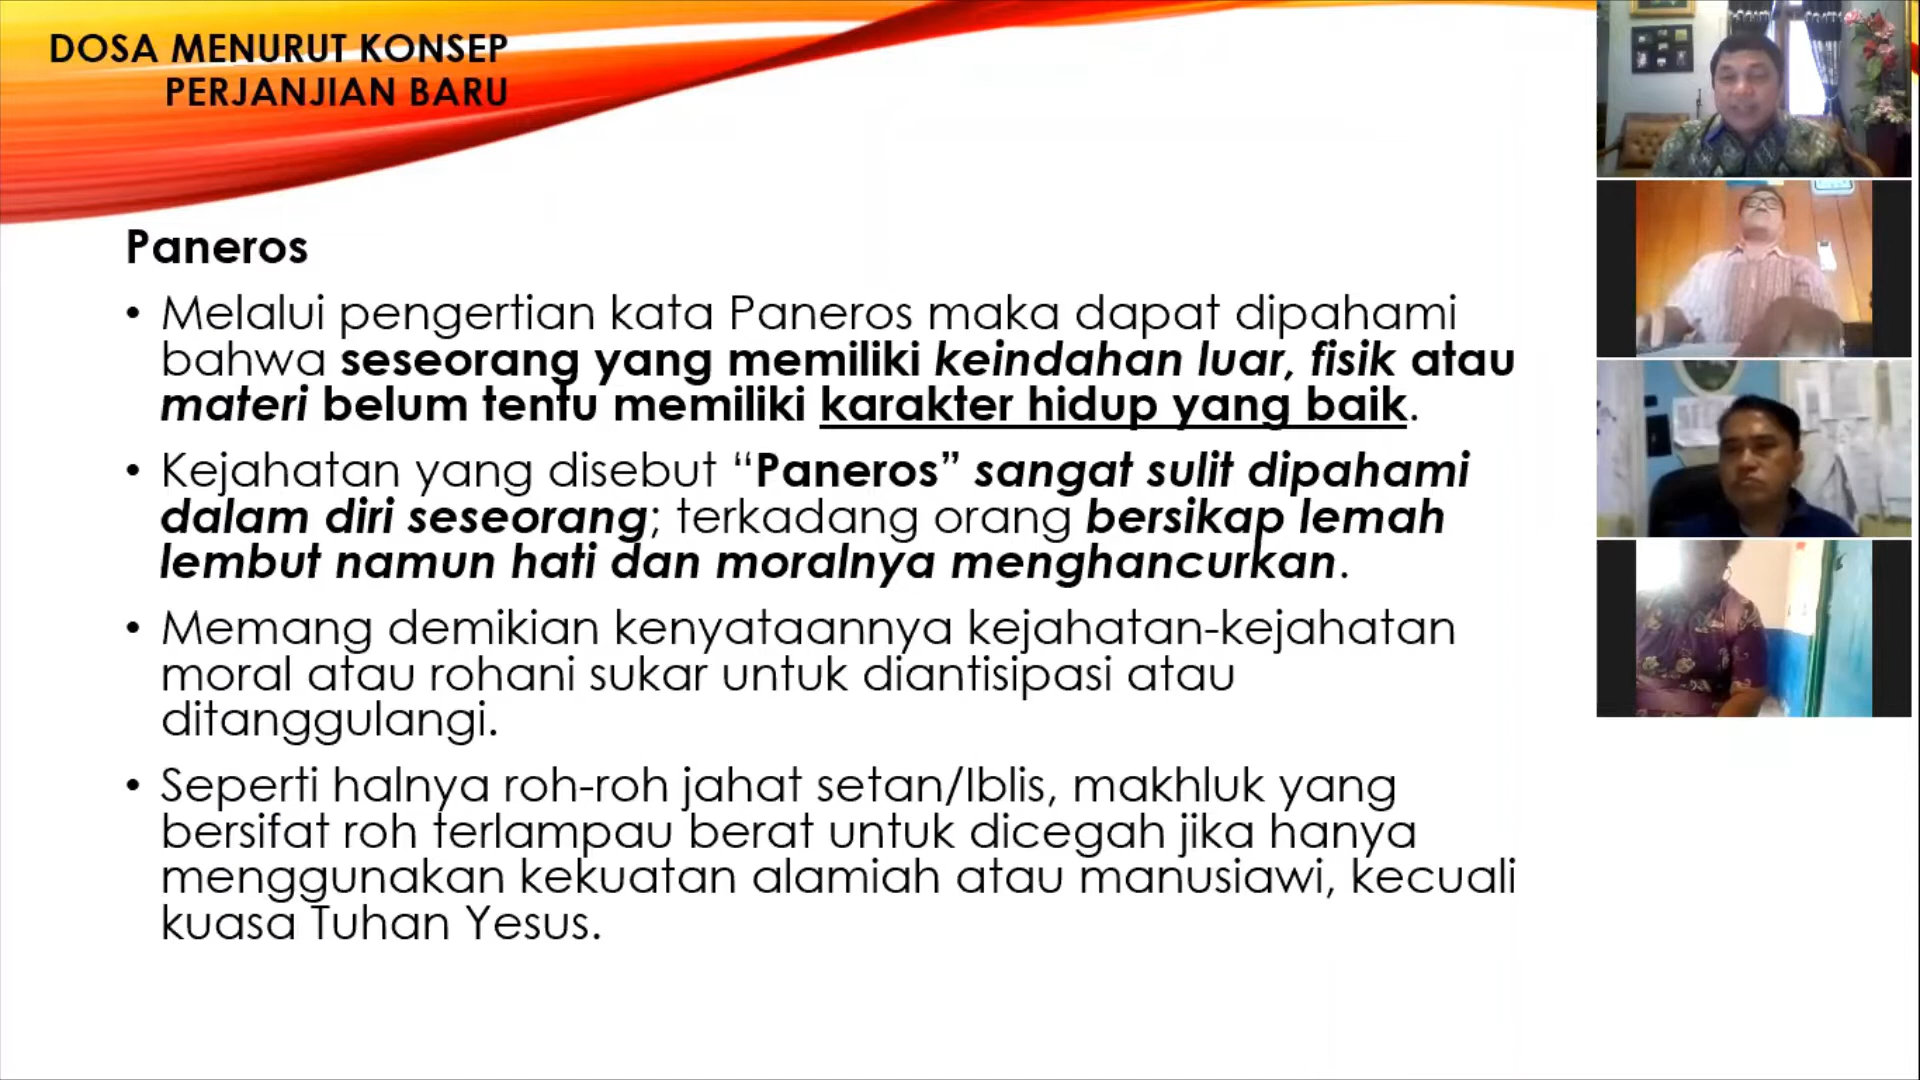 DOSA MENURUT KONSEP
PERJANJIAN BARU
Paneros
• Melalui pengertian kata Paneros maka dapat dipahami
bahwa seseorang yang memiliki keindahan luar, fisik atau
materi belum tentu memiliki karakter hidup yang baik.
• Kejahatan yang disebut “Paneros” sangat sulit dipahami
dalam diri seseorang; terkadang orang bersikap lemah
lembut namun hati dan moralnya menghancurkan.
• Memang demikian kenyataannya kejahatan-kejahatan
moral atau rohani sukar untuk diantisipasi atau
ditanggulangi.
• Seperti halnya roh-roh jahat setan/Iblis, makhluk yang
bersifat roh terlampau berat untuk dicegah jika hanya
menggunakan kekuatan alamiah atau manusiawi, kecuali
kuasa Tuhan Yesus.